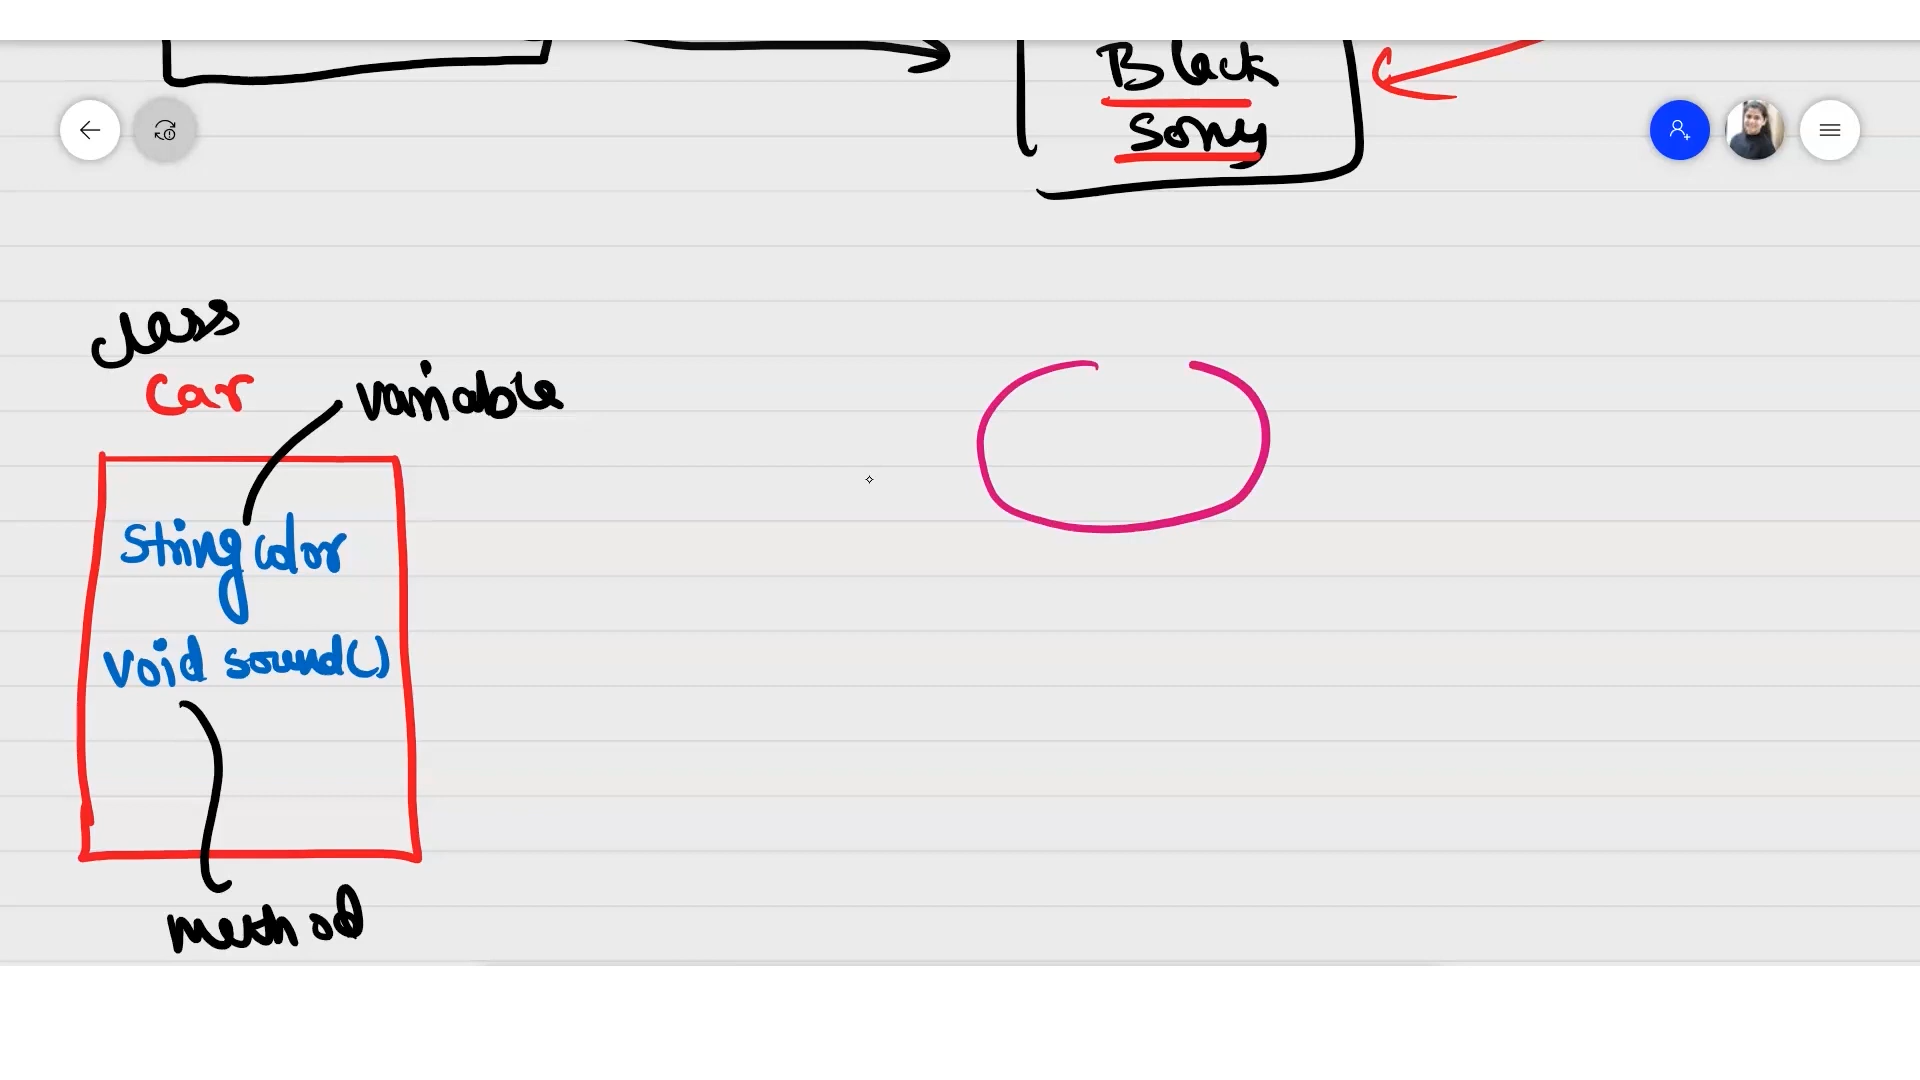 Black
Sony
class
Car
variable
String color
void sound()
method